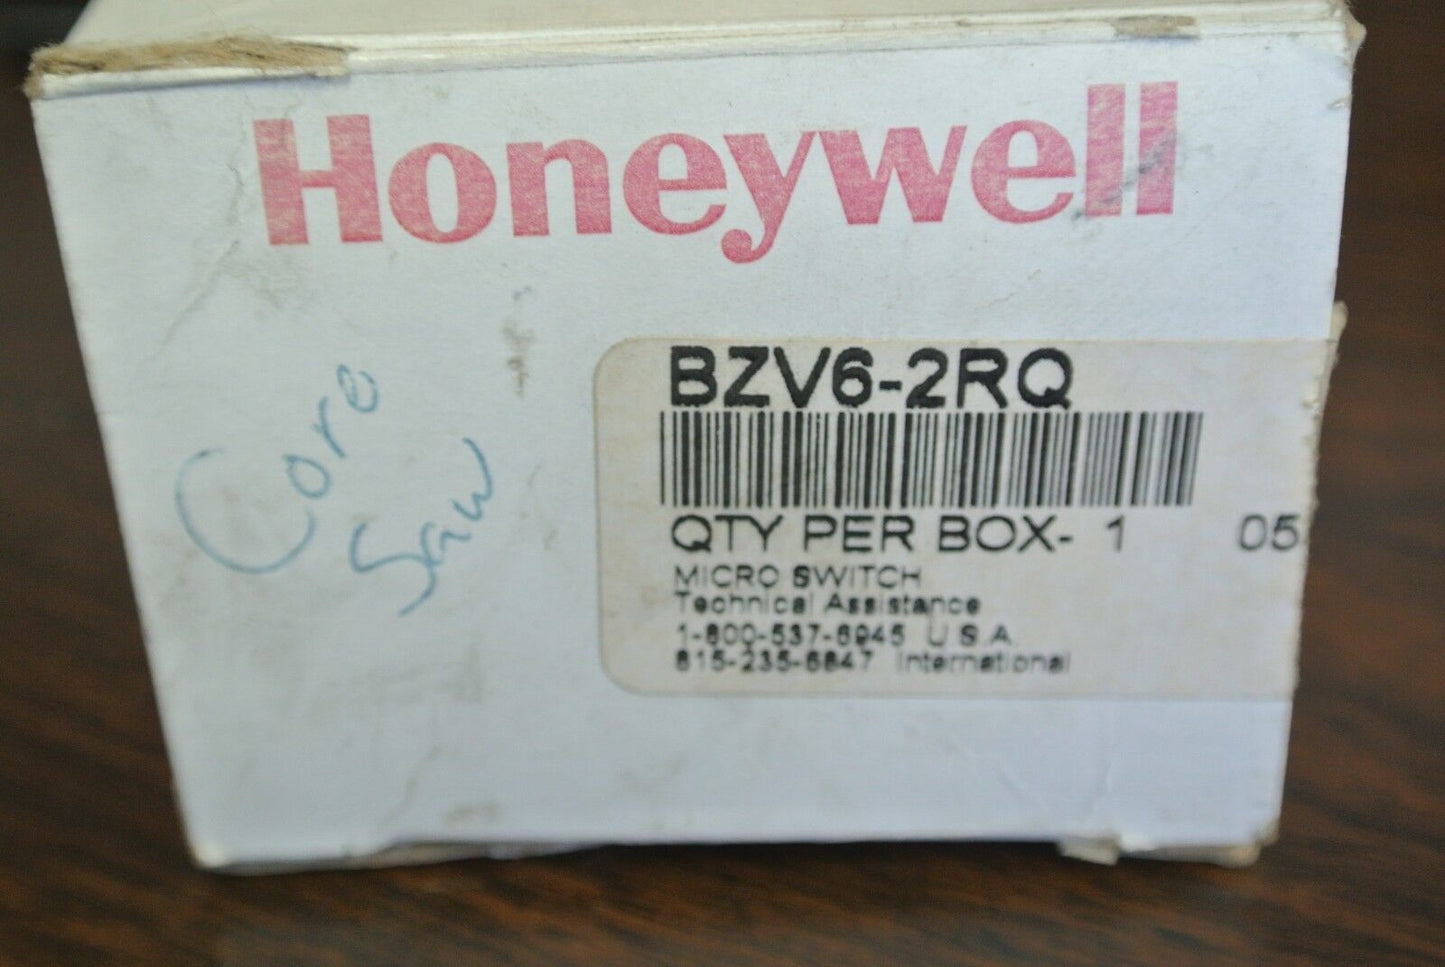 Honeywell
Core
Saw
BZV6-2RQ
QTY PER BOX- 1 05
MICRO SWITCH
Technical Assistance
1-800-537-6945 U S A
815-235-6847 International